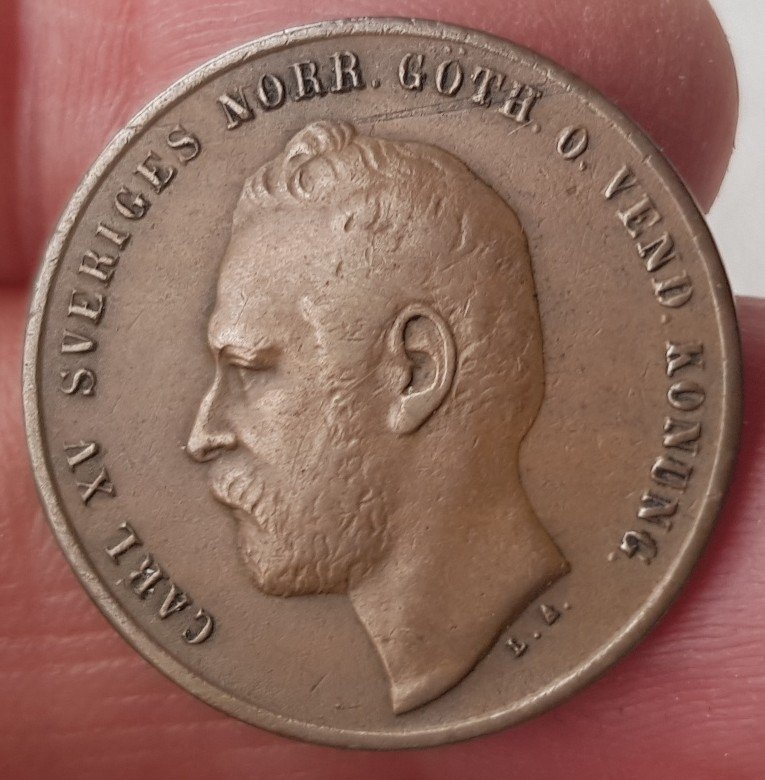 CARL XV SVERIGES NORR. GÖTH. O. VEND. KONUNG.
L. A.